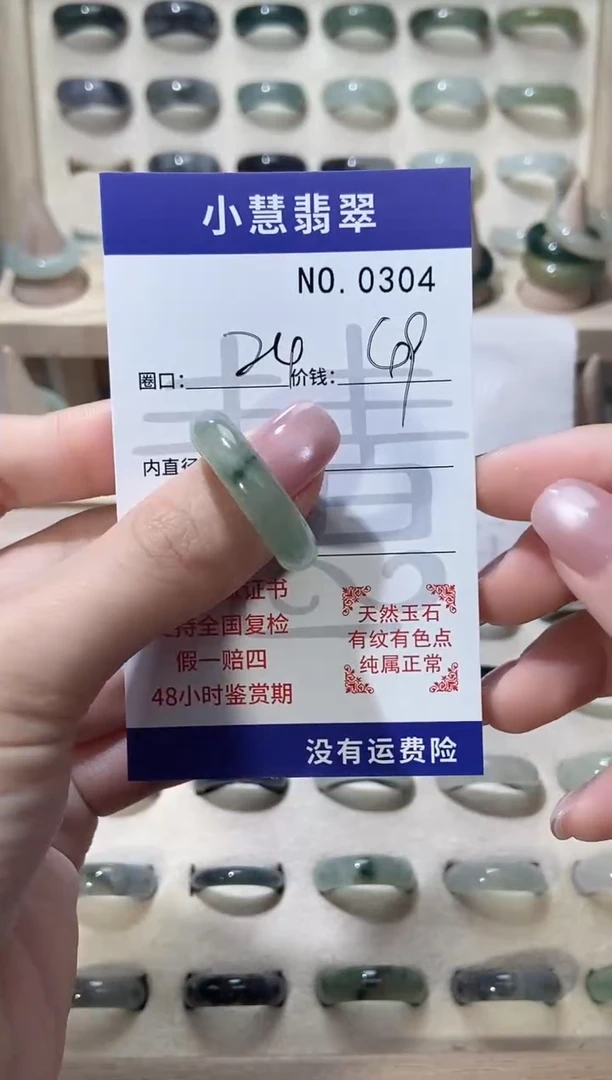 小慧翡翠
NO. 0304
圈口: 24 价钱: 69
内直径
证书
持全国复检
假一赔四
48小时鉴赏期
天然玉石
有纹有色点
纯属正常
没有运费险